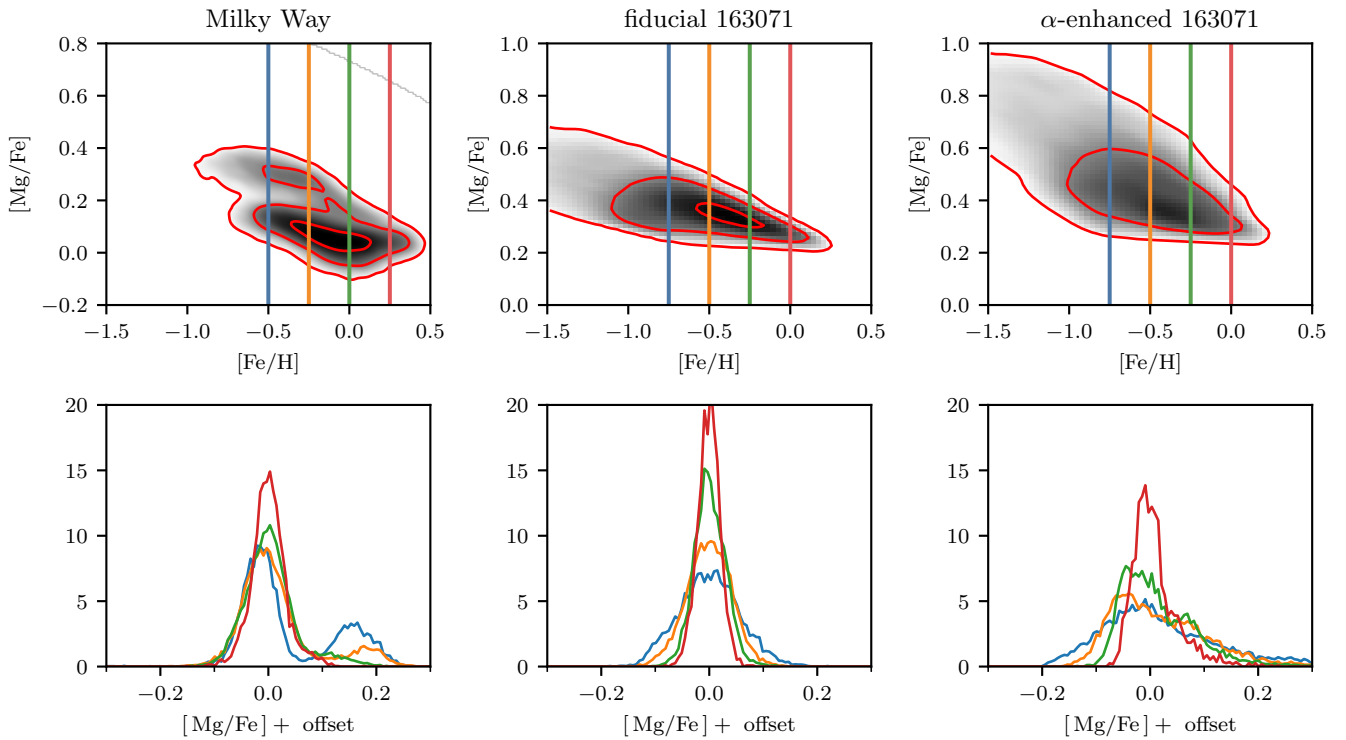 Milky Way
fiducial 163071
α-enhanced 163071
0.8
0.6
0.4
0.2
0.0
−0.2
[Mg/Fe]
−1.5 −1.0 −0.5 0.0 0.5
[Fe/H]
1.0
0.8
0.6
0.4
0.2
0.0
[Mg/Fe]
−1.5 −1.0 −0.5 0.0 0.5
[Fe/H]
1.0
0.8
0.6
0.4
0.2
0.0
[Mg/Fe]
−1.5 −1.0 −0.5 0.0 0.5
[Fe/H]
20
15
10
5
0
−0.2 0.0 0.2
[Mg/Fe]+ offset
20
15
10
5
0
−0.2 0.0 0.2
[Mg/Fe]+ offset
20
15
10
5
0
−0.2 0.0 0.2
[Mg/Fe]+ offset